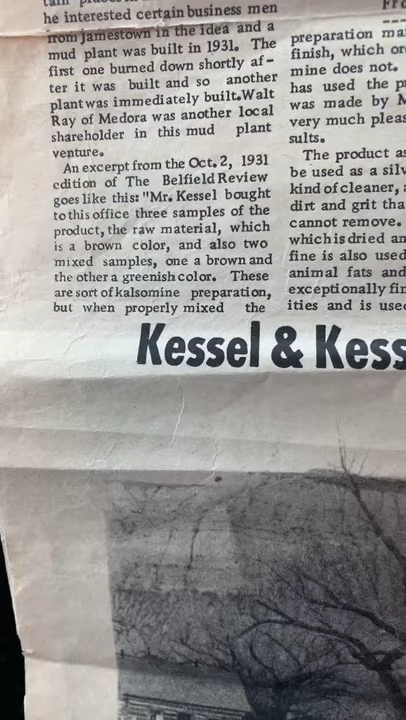 he interested certain business men
from Jamestown in the idea and a
mud plant was built in 1931. The
first one burned down shortly af-
ter it was built and so another
plant was immediately built.Walt
Ray of Medora was another local
shareholder in this mud plant
venture.
An excerpt from the Oct. 2, 1931
edition of The Belfield Review
goes like this: "Mr. Kessel bought
to this office three samples of the
product, the raw material, which
is a brown color, and also two
mixed samples, one a brown and
the other a greenish color. These
are sort of kalsomine preparation,
but when properly mixed the
preparation
finish, which
mine does not.
has used the
was made by
very much
sults.
The product as
be used as a
kind of cleaner,
dirt and grit
cannot remove.
which is dried
fine is also used
animal fats and
exceptionally
ities and is
Kessel & Kess